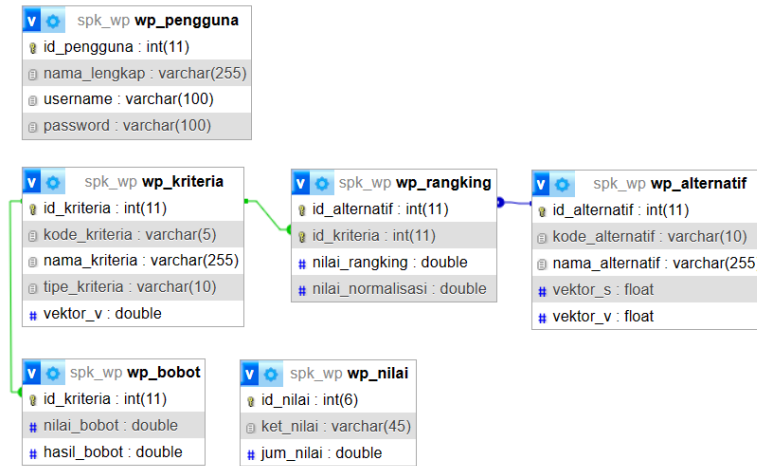 v spk_wp wp_pengguna
id_pengguna : int(11)
nama_lengkap : varchar(255)
username : varchar(100)
password : varchar(100)
v spk_wp wp_kriteria
id_kriteria : int(11)
kode_kriteria : varchar(5)
nama_kriteria : varchar(255)
tipe_kriteria : varchar(10)
# vektor_v : double
v spk_wp wp_rangking
id_alternatif : int(11)
id_kriteria : int(11)
# nilai_rangking : double
# nilai_normalisasi : double
v spk_wp wp_alternatif
id_alternatif : int(11)
kode_alternatif : varchar(10)
nama_alternatif : varchar(255
# vektor_s : float
# vektor_v : float
v spk_wp wp_bobot
id_kriteria : int(11)
# nilai_bobot : double
# hasil_bobot : double
v spk_wp wp_nilai
id_nilai : int(6)
ket_nilai : varchar(45)
# jum_nilai : double